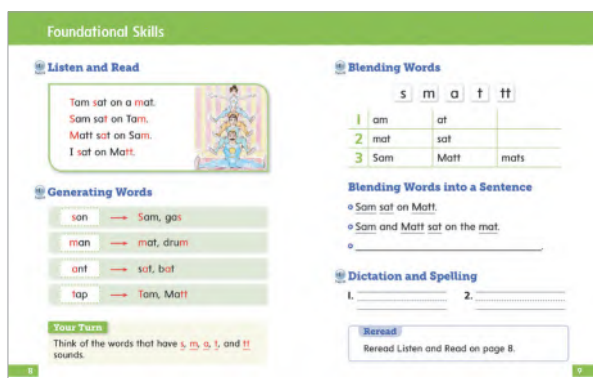 Foundational Skills
Listen and Read
Tam sat on a mat.
Sam sat on Tam.
Matt sat on Sam.
I sat on Matt.
Generating Words
son → Sam, gas
man → mat, drum
ant → sat, bat
tap → Tam, Matt
Your Turn
Think of the words that have s, m, a, t, and tt
sounds.
8
Blending Words
s m a t tt
1 am at
2 mat sat
3 Sam Matt mats
Blending Words into a Sentence
Sam sat on Matt.
Sam and Matt sat on the mat.
.
Dictation and Spelling
1. 2.
Reread
Reread Listen and Read on page 8.
9